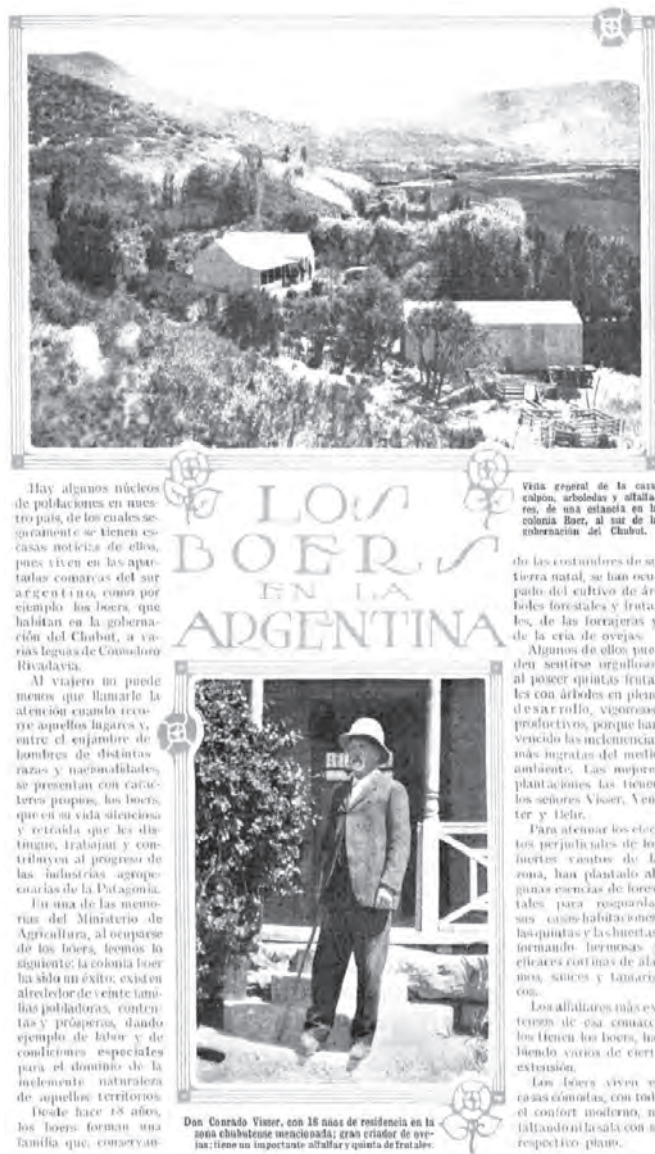 LOS
BOERS
EN LA
ARGENTINA
Vista general de la casa,
galpón, arboledas y alfalfa-
res, de una estancia en la
colonia Boer, al sur de la
gobernación del Chubut.
Hay algunos núcleos
de poblaciones en nues-
tro país, de los cuales se-
guramente se tienen es-
casas noticias de ellos,
pues viven en las apar-
tadas comarcas del sur
argentino, como por
ejemplo los boers, que
habitan en la goberna-
ción del Chubut, a va-
rias leguas de Comodoro
Rivadavia.
Al viajero no puede
menos que llamarle la
atención cuando reco-
rre aquellos lugares y,
entre el enjambre de
hombres de distintas
razas y nacionalidades,
se presentan con carac-
teres propios, los boers,
que en su vida silenciosa
y retraída que les dis-
tingue, trabajan y con-
tribuyen al progreso de
las industrias agrope-
cuarias de la Patagonia.
En una de las memo-
rias del Ministerio de
Agricultura, al ocuparse
de los bóers, leemos lo
siguiente: la colonia boer
ha sido un éxito; existen
alrededor de veinte fami-
lias pobladoras, conten-
tas y prósperas, dando
ejemplo de labor y de
condiciones especiales
para el dominio de la
inclemente naturaleza
de aquellos territorios.
Desde hace 18 años,
los boers forman una
familia que, conservan-
do las costumbres de su
tierra natal, se han ocu-
pado del cultivo de ár-
boles forestales y fruta-
les, de las forrajeras y
de la cría de ovejas.
Algunos de ellos pue-
den sentirse orgullosos
al poseer quintas fruta-
les con árboles en pleno
desarrollo, vigorosos,
productivos, porque han
vencido las inclemencias
más ingratas del medio
ambiente. Las mejores
plantaciones las tienen
los señores Visser, Ven-
ter y
Para atenuar los efec-
tos perjudiciales de los
fuertes vientos de la
zona, han plantado al-
gunas esencias de fores-
tales para resguardar
sus casas-habitaciones,
las quintas y las huertas,
formando hermosas y
eficaces cortinas de ála-
mos, sauces y tamaris-
cos.
Los alfalfares más ex-
tensos de esa comarca
los tienen los boers, ha-
biendo varios de cierta
extensión.
Los bóers viven en
casas cómodas, con todo
el confort moderno, no
faltando ni la sala con su
respectivo piano.
Don Conrado Visser, con 16 años de residencia en la
zona chubutense mencionada; gran criador de ove-
jas; tiene un importante alfalfar y quinta de frutales.